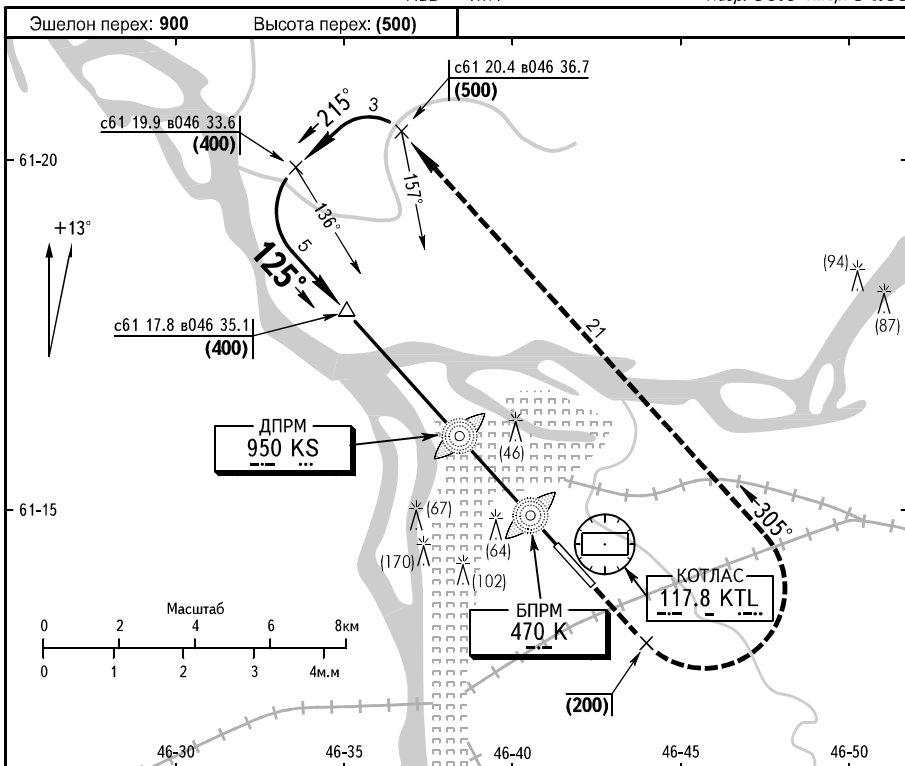 Эшелон перех: 900 Высота перех: (500)
с61 20.4 в046 36.7
(500)
3
215°
с61 19.9 в046 33.6
(400)
61-20
157°
136°
+13°
5
125°
(94)
(87)
с61 17.8 в046 35.1
(400)
21
ДПРМ
950 KS
(46)
61-15
(67)
305°
(64)
(170)
(102)
КОТЛАС
117.8 KTL
БПРМ
470 K
Масштаб
0 2 4 6 8км
0 1 2 3 4м.м
(200)
46-30 46-35 46-40 46-45 46-50